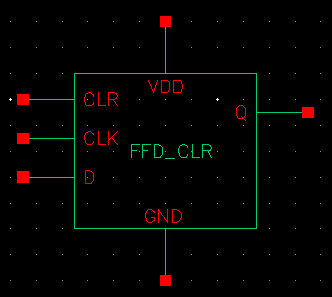 VDD
CLR
Q
CLK
FFD_CLR
D
GND